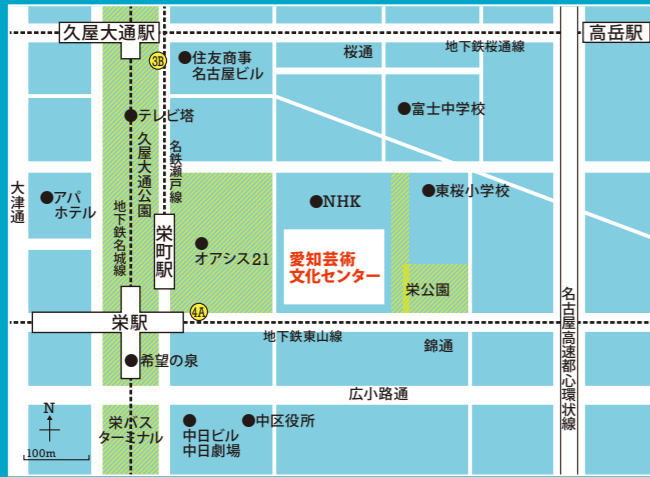 久屋大通駅
高岳駅
3B
住友商事
名古屋ビル
桜通
地下鉄桜通線
富士中学校
テレビ塔
久屋大通公園
名鉄瀬戸線
大津通
アパ
ホテル
地下鉄名城線
栄町駅
オアシス21
NHK
東桜小学校
愛知芸術
文化センター
栄公園
4A
栄駅
地下鉄東山線
錦通
名古屋高速都心環状線
希望の泉
広小路通
N
100m
栄バス
ターミナル
中日ビル
中日劇場
中区役所